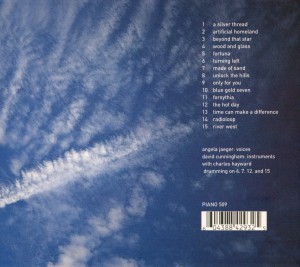 1 a silver thread
2 artificial homeland
3 beyond that star
4 wood and glass
5 fortuna
6 turning left
7 made of sand
8 unlock the hills
9 only for you
10 blue gold seven
11 forsythia
12 the hot day
13 time can make a difference
14 radioloop
15 river west
angela jaeger: voices
david cunningham: instruments
with charles hayward
drumming on 6, 7, 12, and 15
PIANO 509